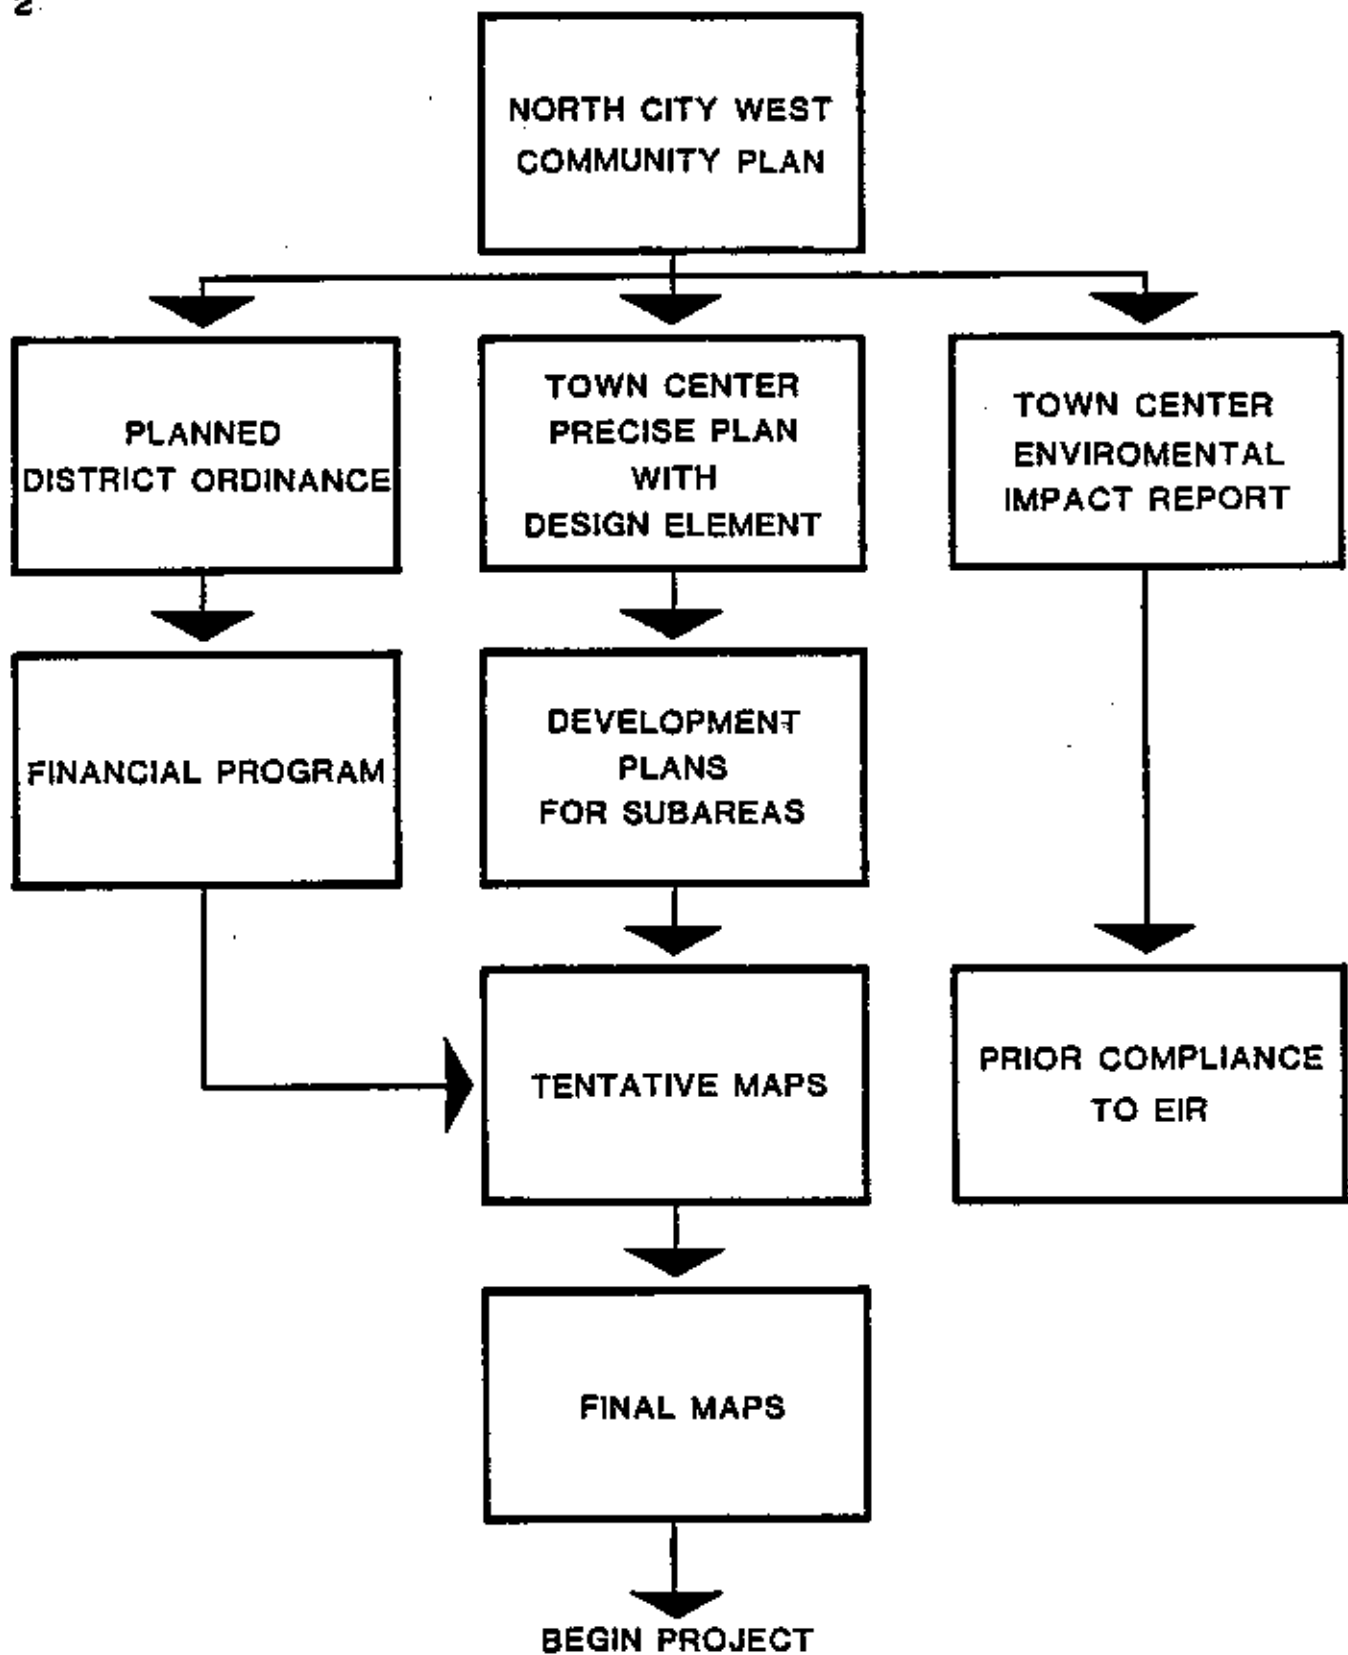 NORTH CITY WEST
COMMUNITY PLAN
PLANNED
DISTRICT ORDINANCE
TOWN CENTER
PRECISE PLAN
WITH
DESIGN ELEMENT
TOWN CENTER
ENVIROMENTAL
IMPACT REPORT
FINANCIAL PROGRAM
DEVELOPMENT
PLANS
FOR SUBAREAS
TENTATIVE MAPS
PRIOR COMPLIANCE
TO EIR
FINAL MAPS
BEGIN PROJECT